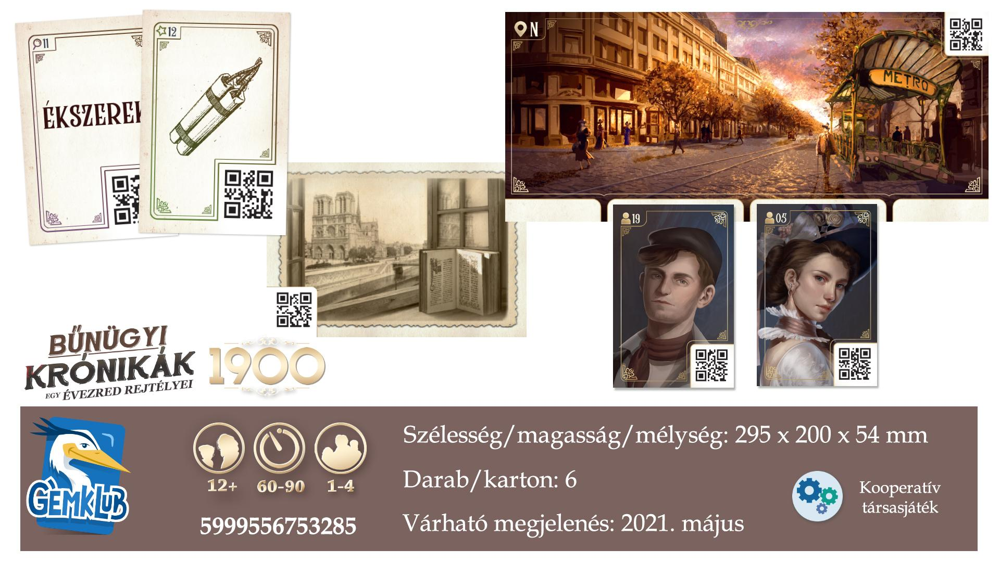 11
ÉKSZEREK
12
N
METRO
19
05
BŰNÜGYI
KRÓNIKÁK
EGY ÉVEZRED REJTÉLYEI
1900
GÉMKLUB
12+
60-90
1-4
5999556753285
Szélesség/magasság/mélység: 295 x 200 x 54 mm
Darab/karton: 6
Várható megjelenés: 2021. május
Kooperatív
társasjáték